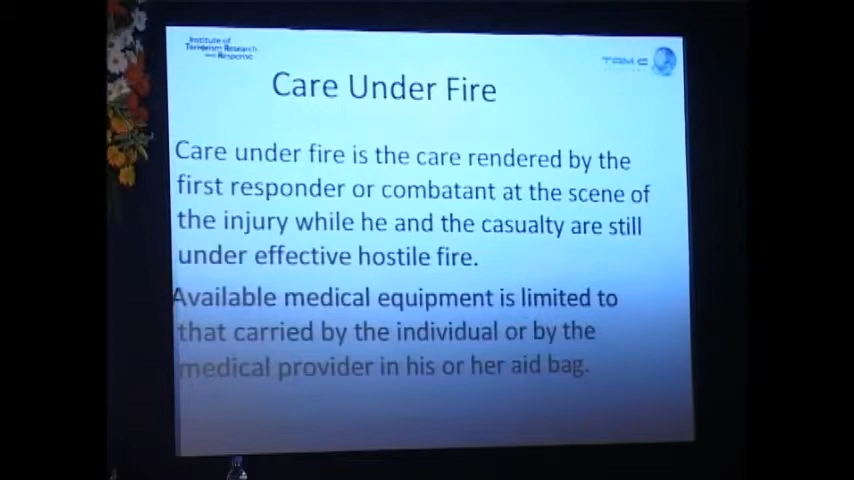 Institute of
Terrorism Research
and Response
TAM-C
Care Under Fire
Care under fire is the care rendered by the
first responder or combatant at the scene of
the injury while he and the casualty are still
under effective hostile fire.
Available medical equipment is limited to
that carried by the individual or by the
medical provider in his or her aid bag.